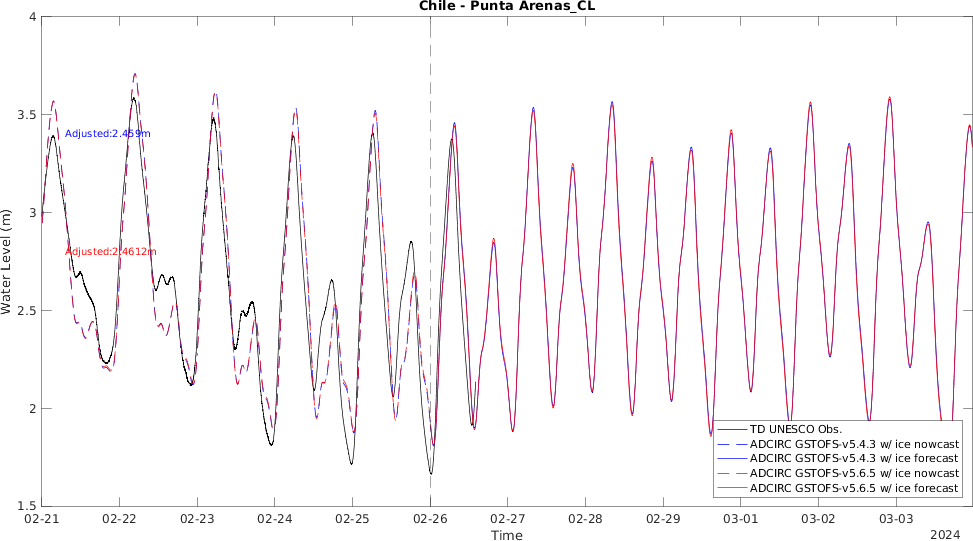 Chile - Punta Arenas_CL
4
3.5
3
2.5
2
1.5
Water Level (m)
Adjusted:2.459m
Adjusted:2.4612m
TD UNESCO Obs.
ADCIRC GSTOFS-v5.4.3 w/ ice nowcast
ADCIRC GSTOFS-v5.4.3 w/ ice forecast
ADCIRC GSTOFS-v5.6.5 w/ ice nowcast
ADCIRC GSTOFS-v5.6.5 w/ ice forecast
02-21 02-22 02-23 02-24 02-25 02-26 02-27 02-28 02-29 03-01 03-02 03-03
Time
2024